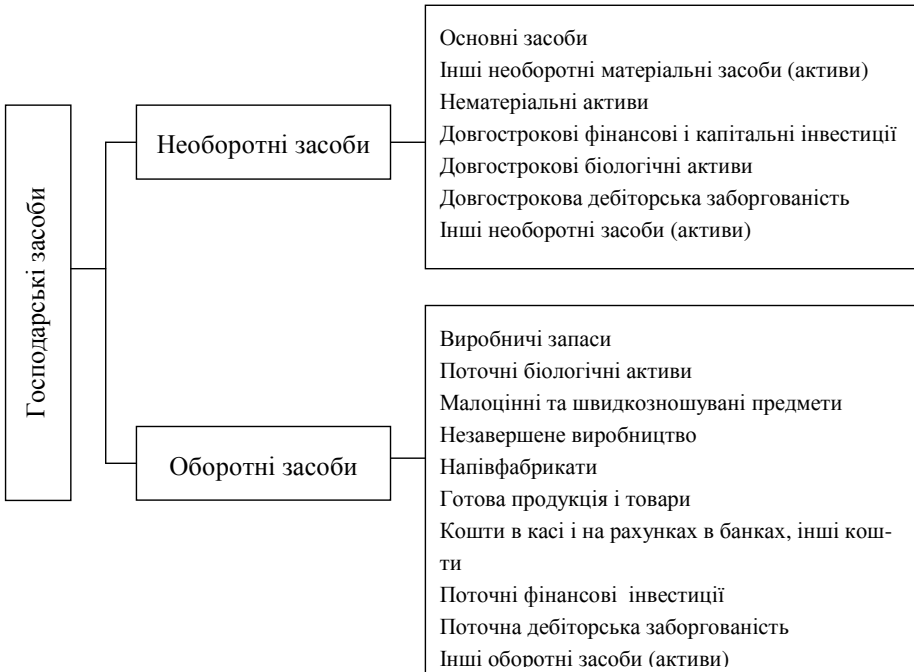 Господарські засоби
Необоротні засоби
Основні засоби
Інші необоротні матеріальні засоби (активи)
Нематеріальні активи
Довгострокові фінансові і капітальні інвестиції
Довгострокові біологічні активи
Довгострокова дебіторська заборгованість
Інші необоротні засоби (активи)
Оборотні засоби
Виробничі запаси
Поточні біологічні активи
Малоцінні та швидкозношувані предмети
Незавершене виробництво
Напівфабрикати
Готова продукція і товари
Кошти в касі і на рахунках в банках, інші кош-
ти
Поточні фінансові інвестиції
Поточна дебіторська заборгованість
Інші оборотні засоби (активи)